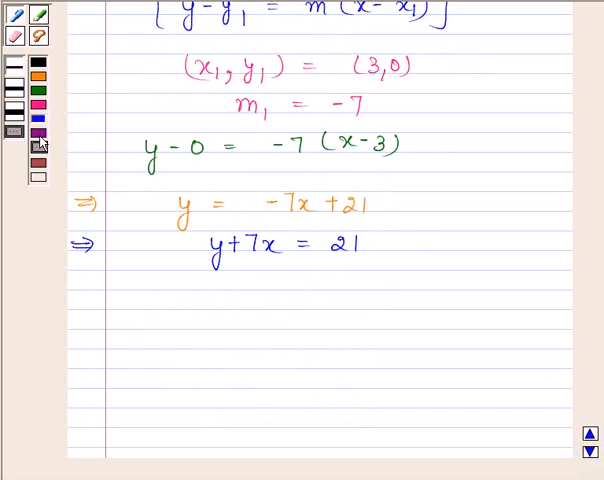 [y-y₁ = m (x-x₁)]
(x₁, y₁) = (3,0)
m₁ = -7
y - 0 = -7 (x-3)
⇒ y = -7x + 21
⇒ y+7x = 21